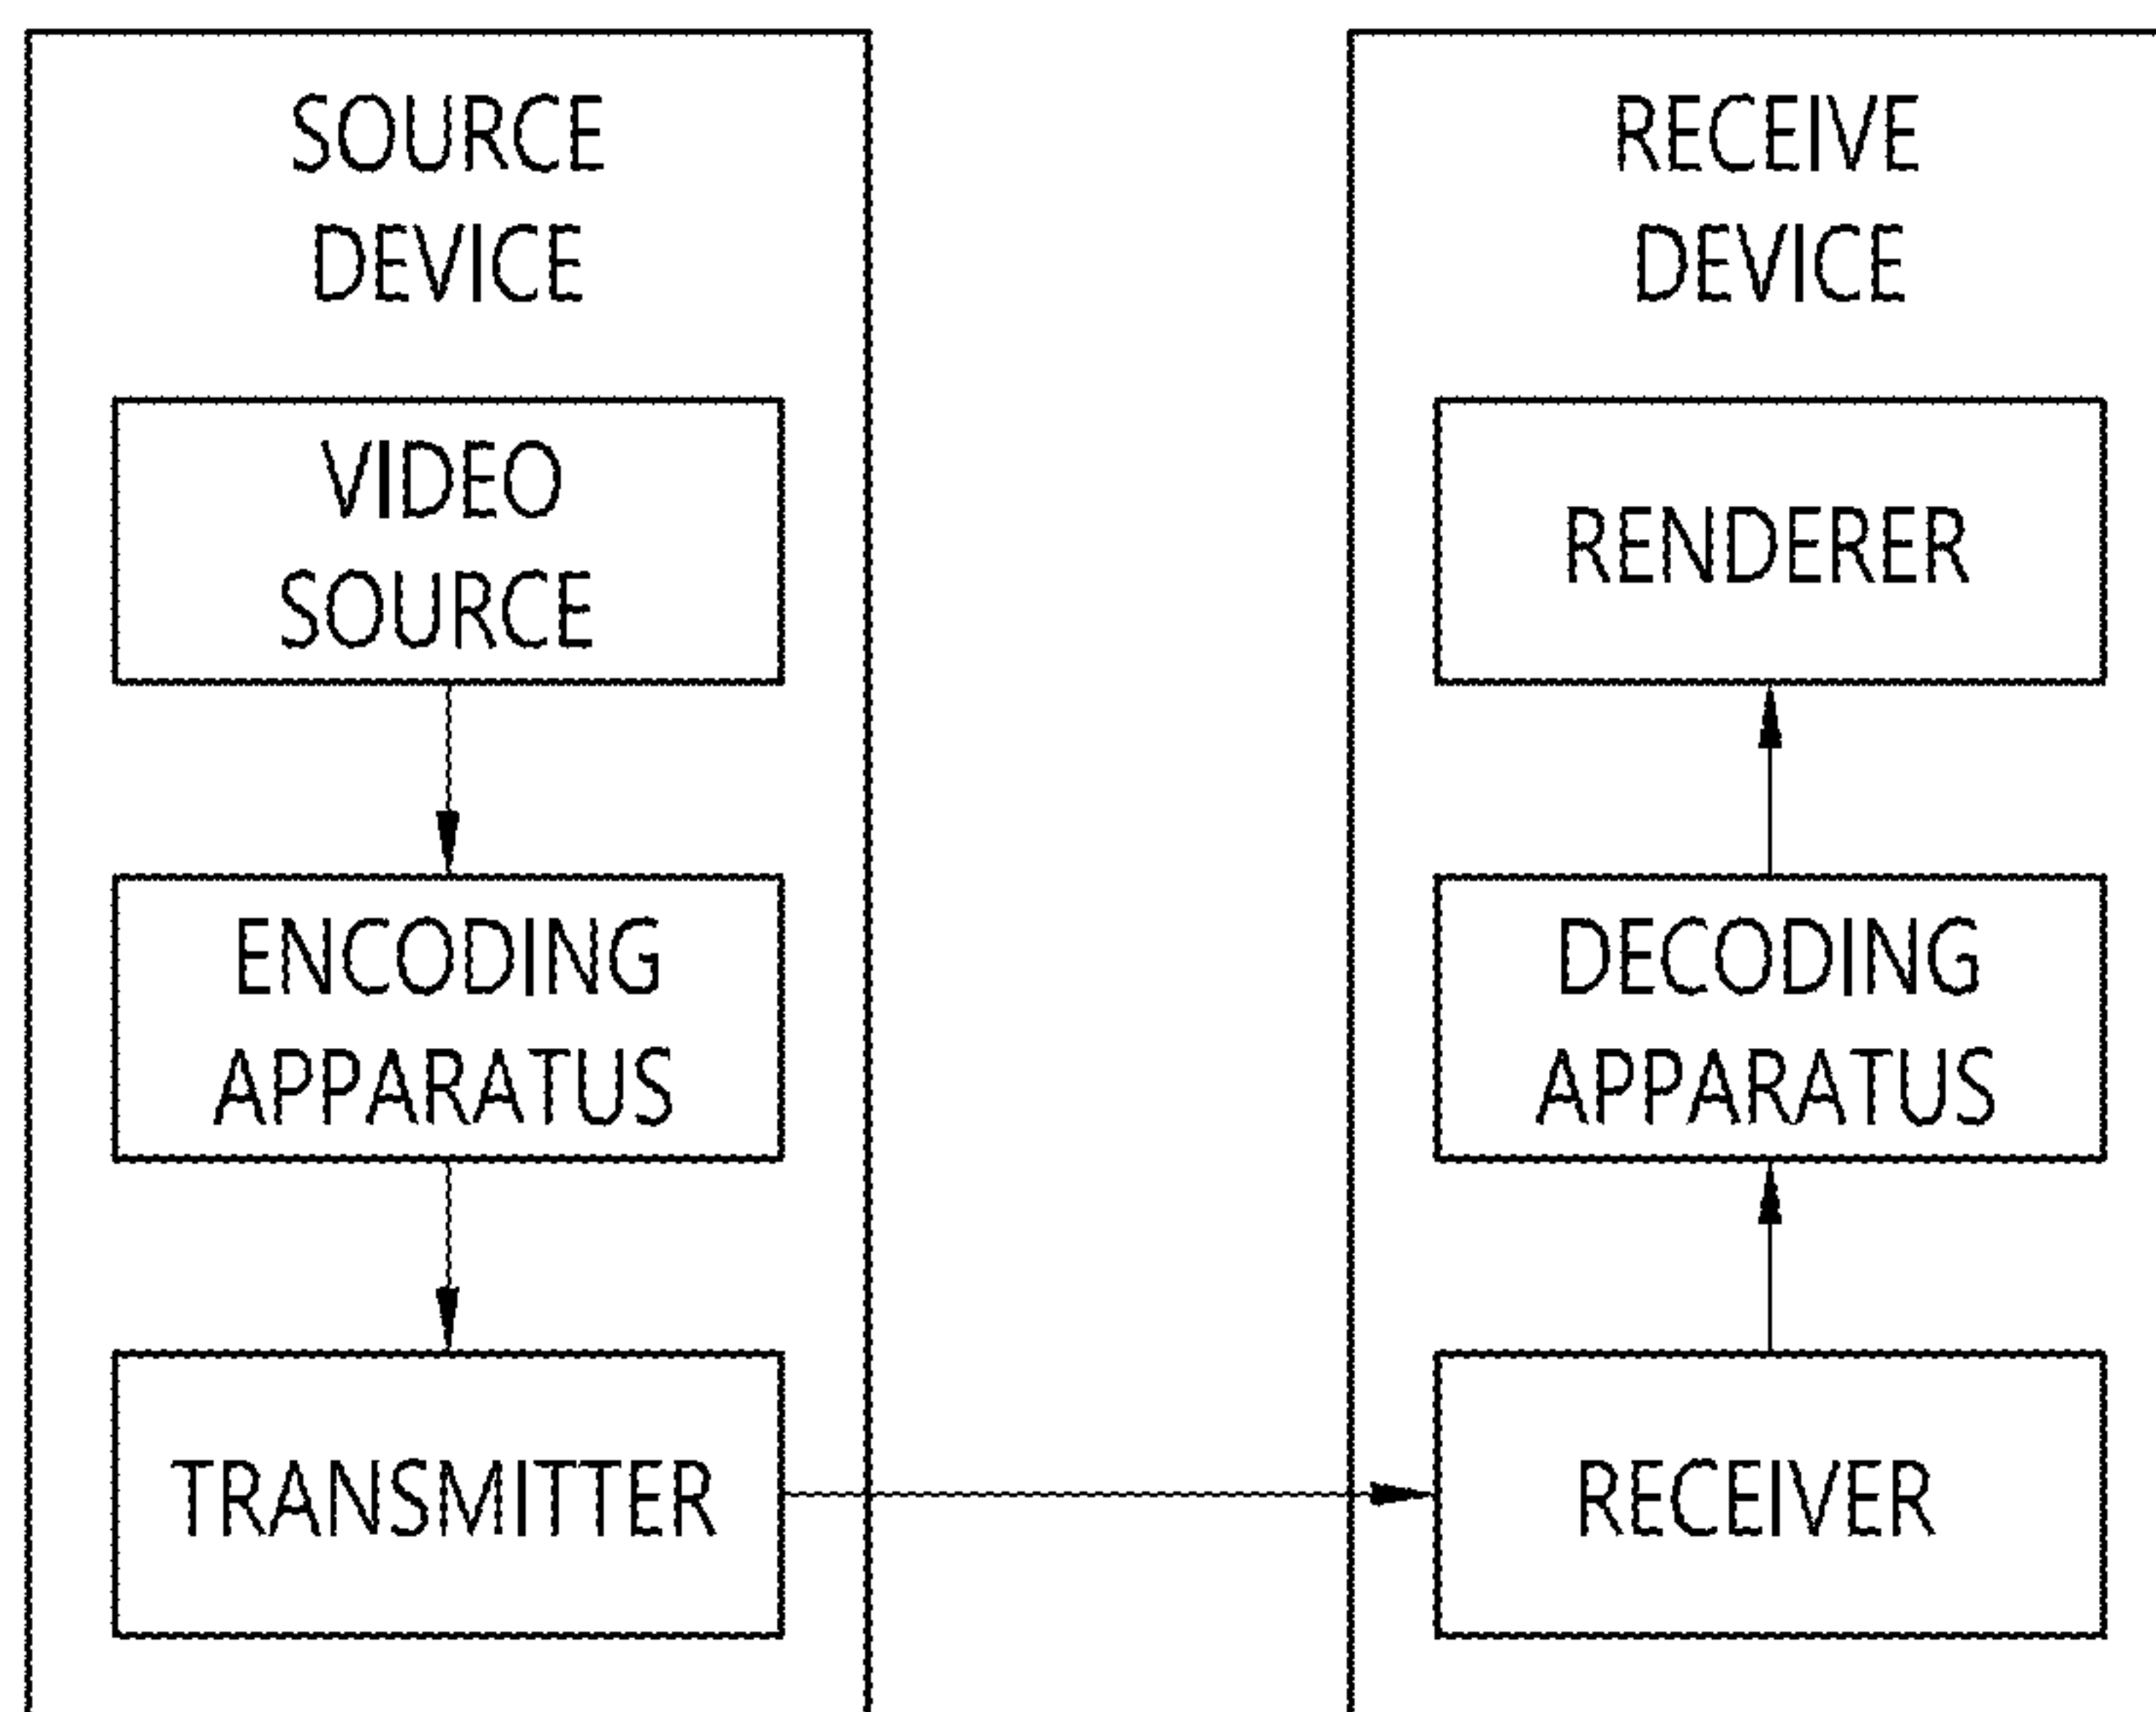 SOURCE
DEVICE
VIDEO
SOURCE
ENCODING
APPARATUS
TRANSMITTER
RECEIVE
DEVICE
RENDERER
DECODING
APPARATUS
RECEIVER